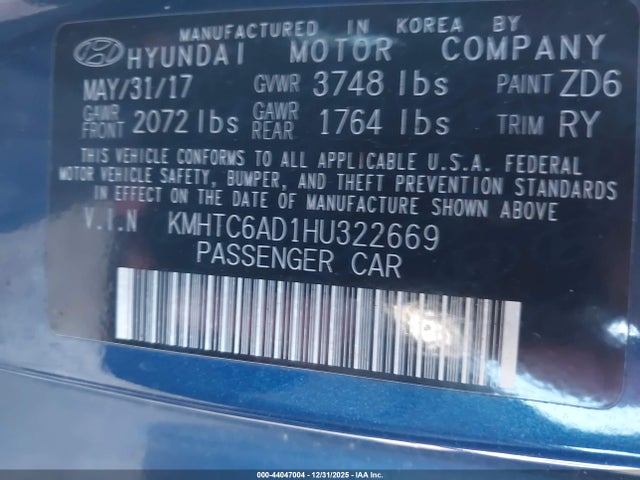 MANUFACTURED IN KOREA BY
HYUNDAI MOTOR COMPANY
MAY/31/17 GVWR 3748 lbs PAINT ZD6
GAWR FRONT 2072 lbs GAWR REAR 1764 lbs TRIM RY
THIS VEHICLE CONFORMS TO ALL APPLICABLE U.S.A. FEDERAL
MOTOR VEHICLE SAFETY, BUMPER, AND THEFT PREVENTION STANDARDS
IN EFFECT ON THE DATE OF MANUFACTURE SHOWN ABOVE
V.I.N KMHTC6AD1HU322669
PASSENGER CAR
000-44047004 - 12/31/2025 - IAA Inc.